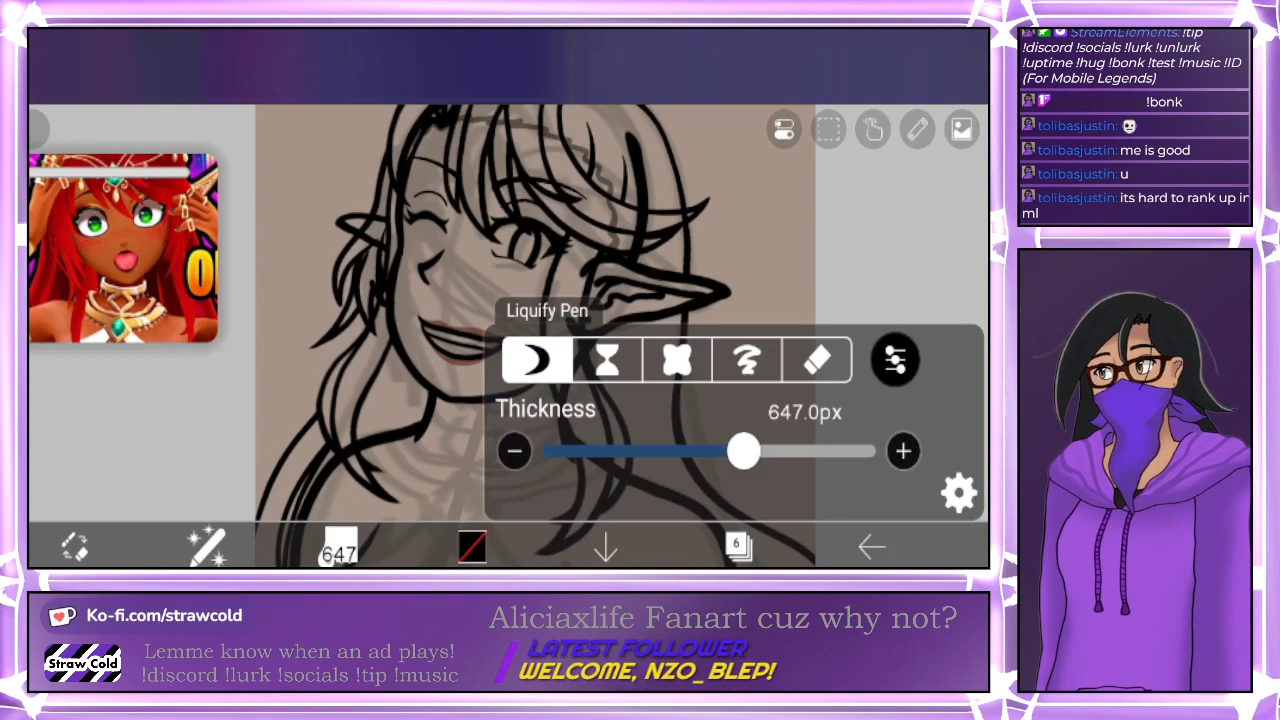 StreamElements: !tip
!discord !socials !lurk !unlurk
!uptime !hug !bonk !test !music !ID
(For Mobile Legends)
!bonk
tolibasjustin:
tolibasjustin: me is good
tolibasjustin: u
tolibasjustin: its hard to rank up in
ml
Liquify Pen
Thickness
647.0px
647
6
Ko-fi.com/strawcold
Aliciaxlife Fanart cuz why not?
Straw Cold
Lemme know when an ad plays!
!discord !lurk !socials !tip !music
LATEST FOLLOWER
WELCOME, NZO_BLEP!